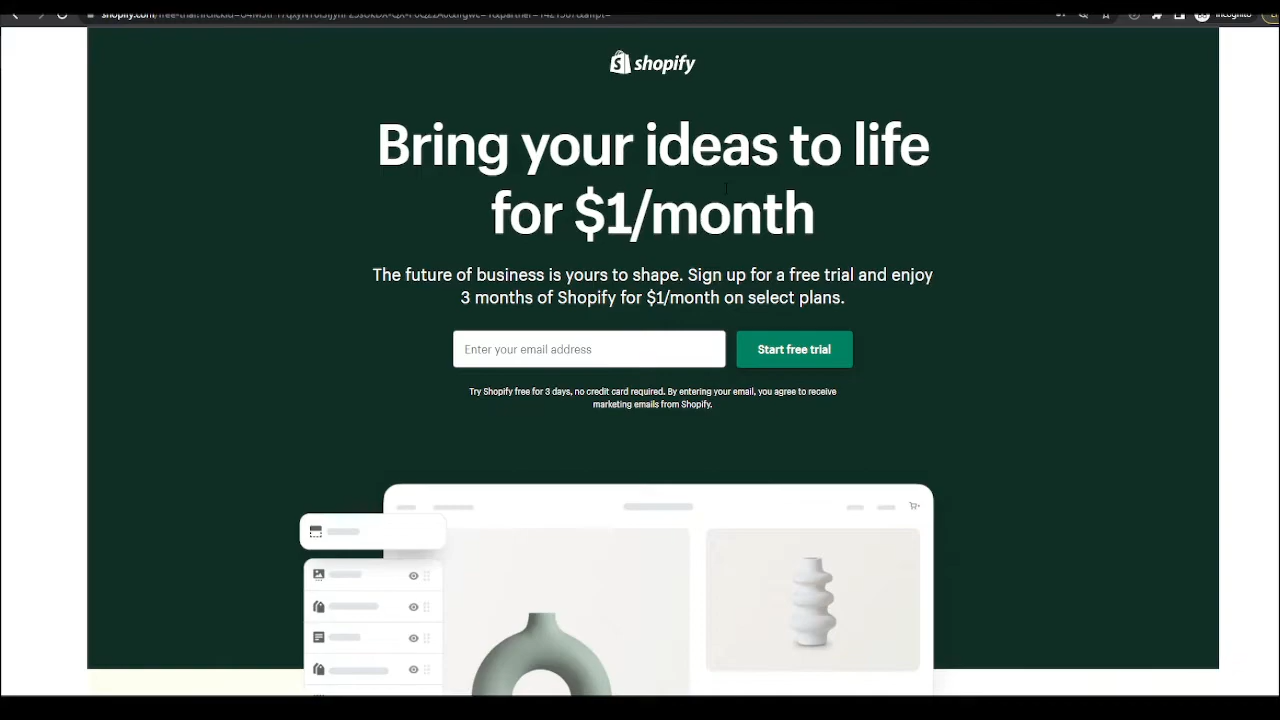 shopify
Bring your ideas to life
for $1/month
The future of business is yours to shape. Sign up for a free trial and enjoy
3 months of Shopify for $1/month on select plans.
Enter your email address
Start free trial
Try Shopify free for 3 days, no credit card required. By entering your email, you agree to receive
marketing emails from Shopify.